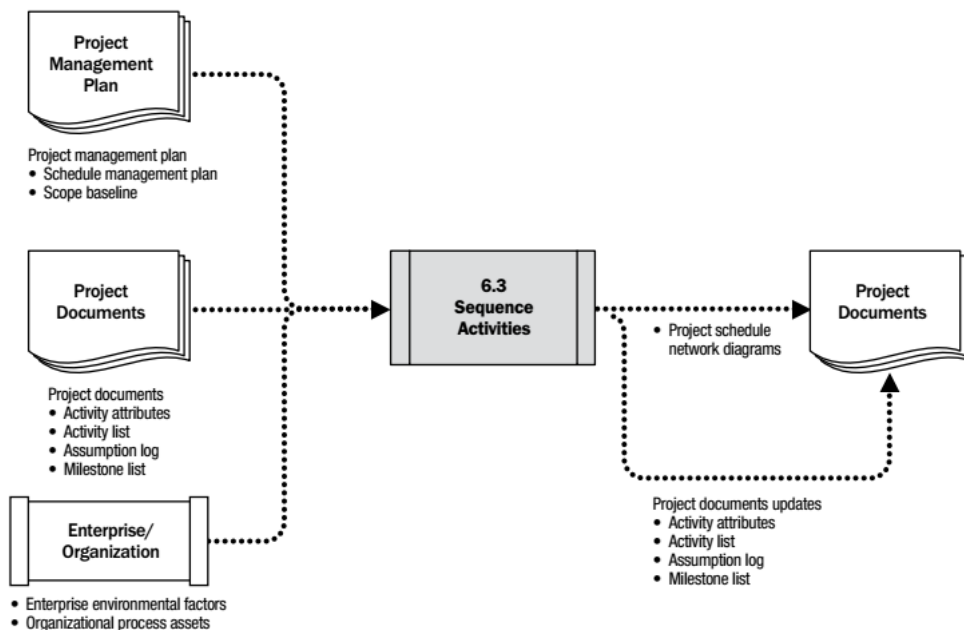 Project
Management
Plan
Project management plan
• Schedule management plan
• Scope baseline
Project
Documents
Project documents
• Activity attributes
• Activity list
• Assumption log
• Milestone list
Enterprise/
Organization
• Enterprise environmental factors
• Organizational process assets
6.3
Sequence
Activities
• Project schedule
network diagrams
Project
Documents
Project documents updates
• Activity attributes
• Activity list
• Assumption log
• Milestone list